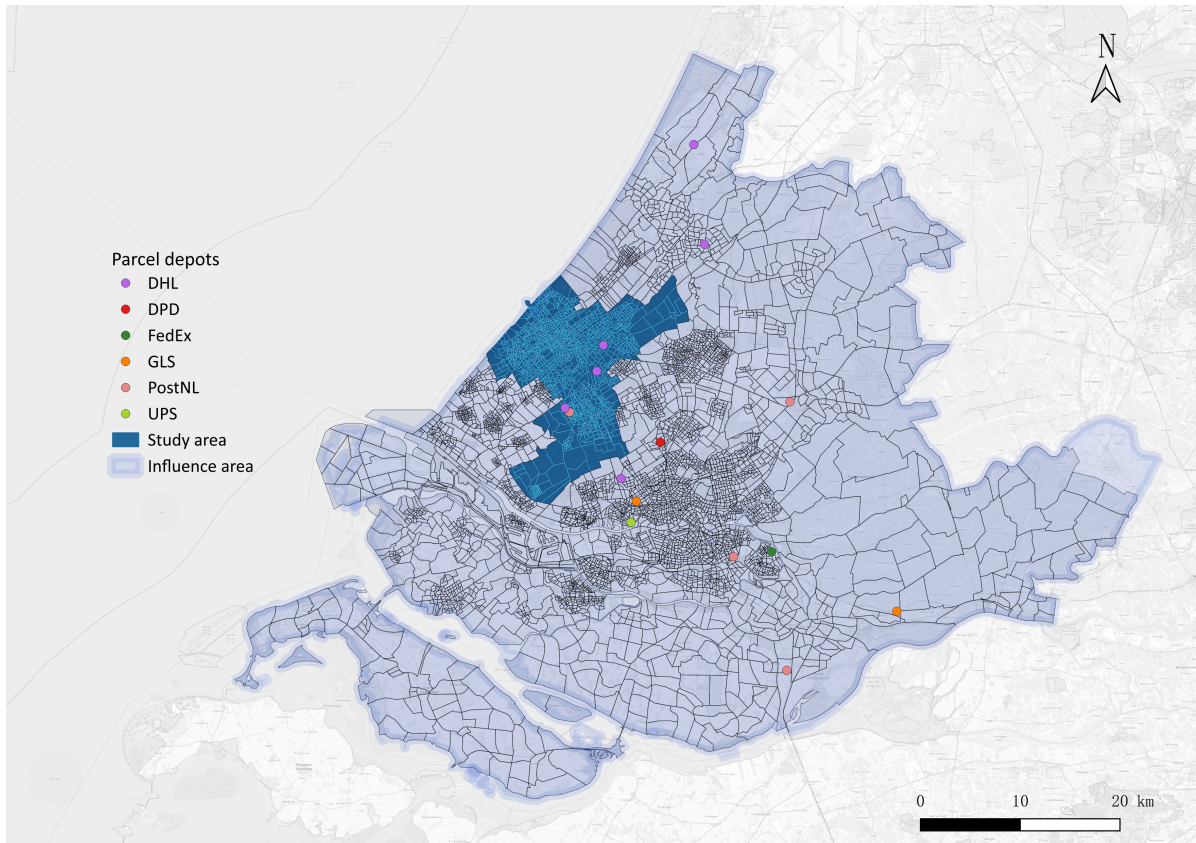 N
Parcel depots
DHL
DPD
FedEx
GLS
PostNL
UPS
Study area
Influence area
0 10 20 km